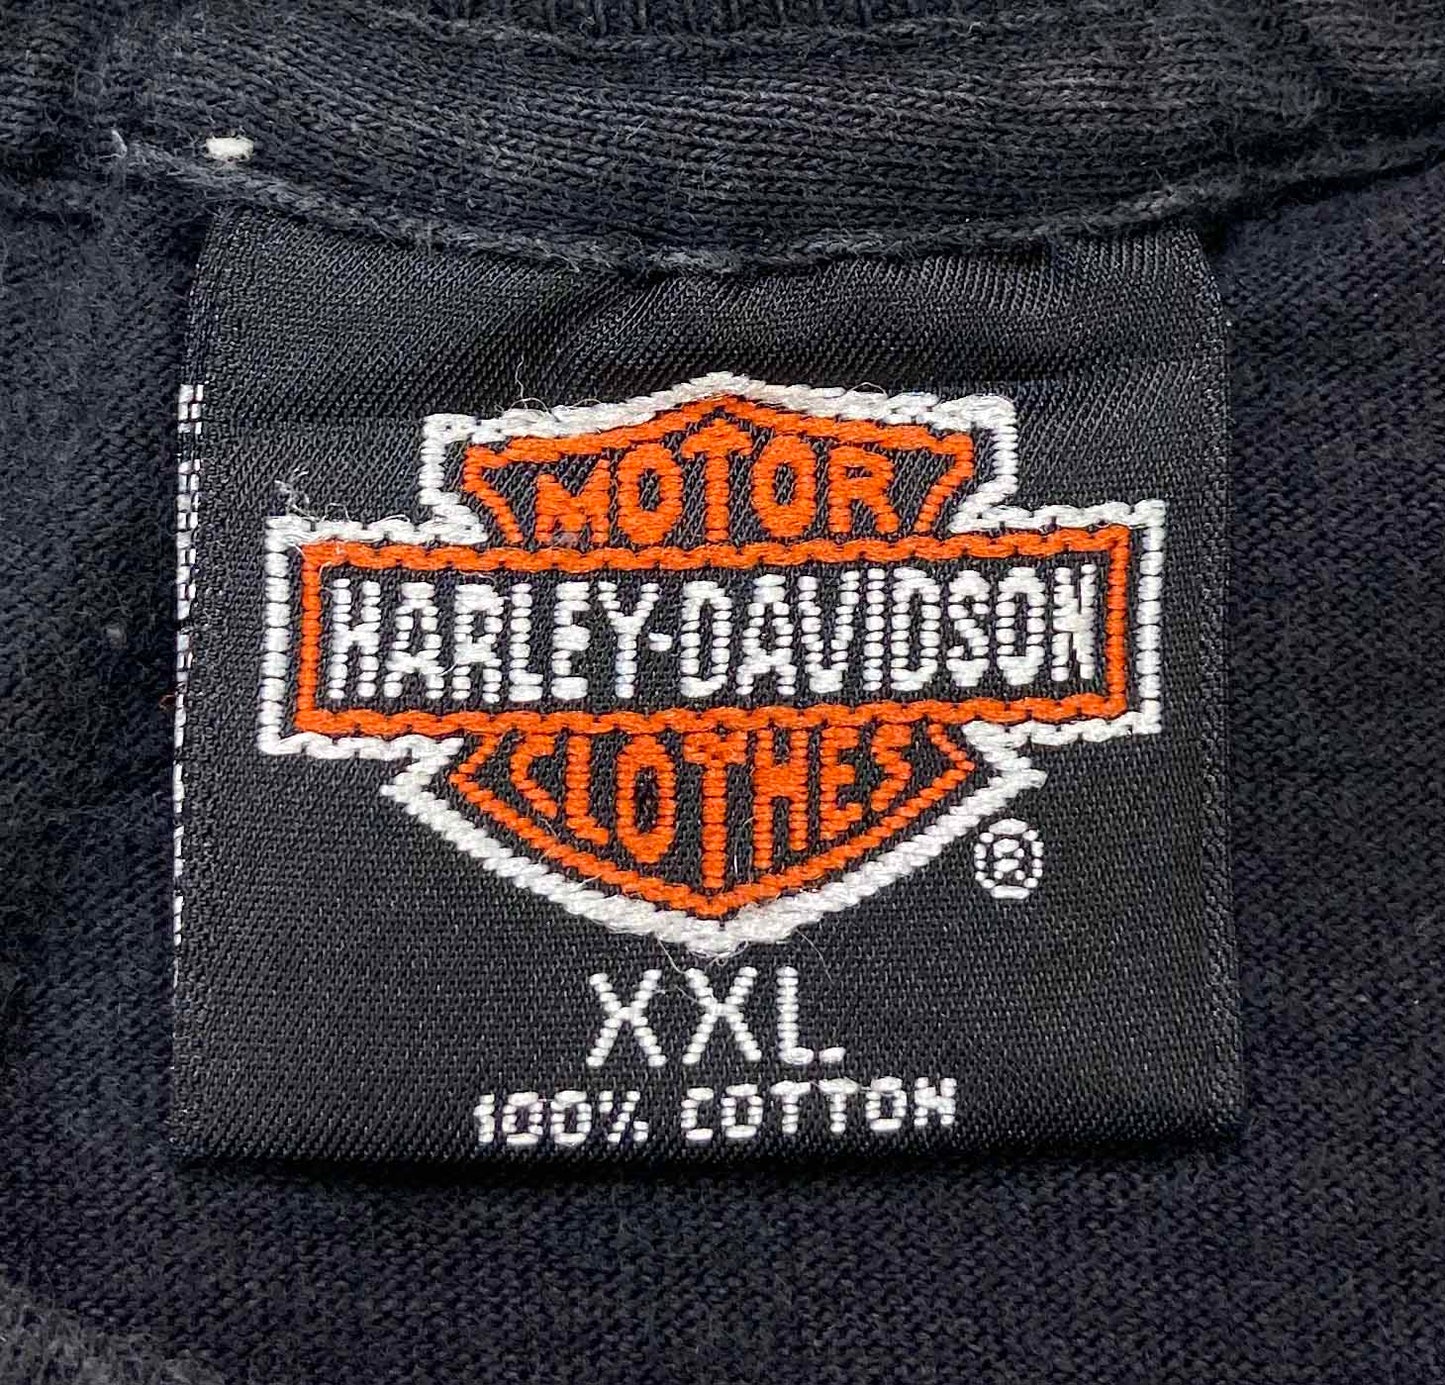 MOTOR
HARLEY-DAVIDSON
CLOTHES
®
XXL
100% COTTON